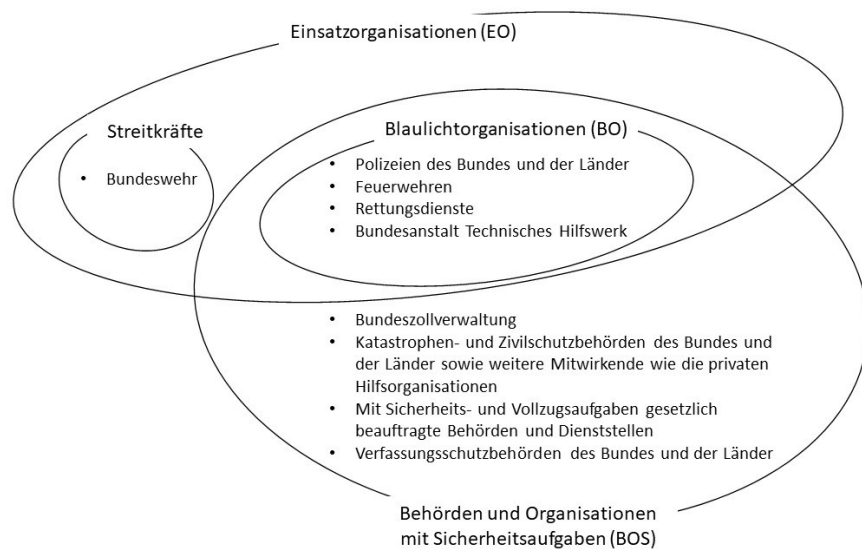 Einsatzorganisationen (EO)
Streitkräfte
• Bundeswehr
Blaulichtorganisationen (BO)
• Polizeien des Bundes und der Länder
• Feuerwehren
• Rettungsdienste
• Bundesanstalt Technisches Hilfswerk
• Bundeszollverwaltung
• Katastrophen- und Zivilschutzbehörden des Bundes und
der Länder sowie weitere Mitwirkende wie die privaten
Hilfsorganisationen
• Mit Sicherheits- und Vollzugsaufgaben gesetzlich
beauftragte Behörden und Dienststellen
• Verfassungsschutzbehörden des Bundes und der Länder
Behörden und Organisationen
mit Sicherheitsaufgaben (BOS)